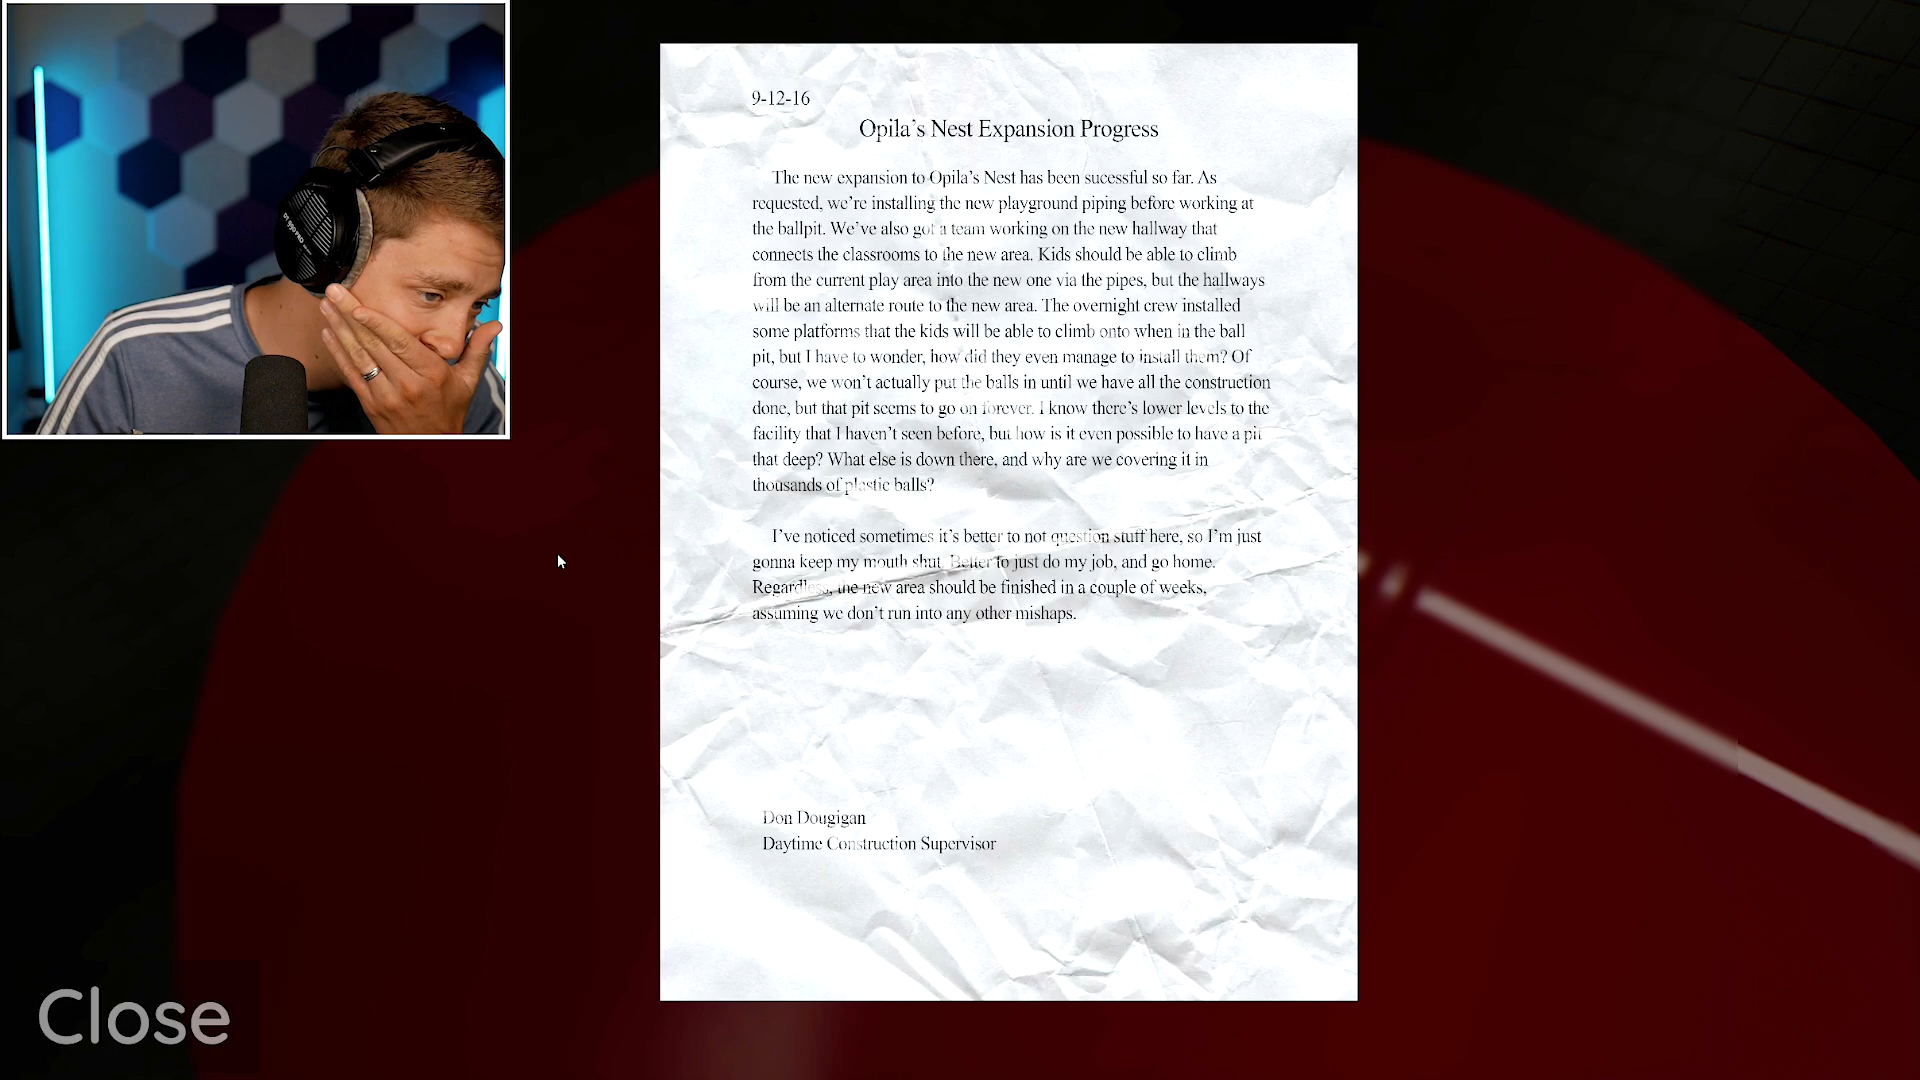 9-12-16
Opila's Nest Expansion Progress
The new expansion to Opila's Nest has been sucessful so far. As
requested, we're installing the new playground piping before working at
the ballpit. We've also got a team working on the new hallway that
connects the classrooms to the new area. Kids should be able to climb
from the current play area into the new one via the pipes, but the hallways
will be an alternate route to the new area. The overnight crew installed
some platforms that the kids will be able to climb onto when in the ball
pit, but I have to wonder, how did they even manage to install them? Of
course, we won't actually put the balls in until we have all the construction
done, but that pit seems to go on forever. I know there's lower levels to the
facility that I haven't seen before, but how is it even possible to have a pit
that deep? What else is down there, and why are we covering it in
thousands of plastic balls?
I've noticed sometimes it's better to not question stuff here, so I'm just
gonna keep my mouth shut. Better to just do my job, and go home.
Regardless, the new area should be finished in a couple of weeks,
assuming we don't run into any other mishaps.
Don Dougigan
Daytime Construction Supervisor
Close